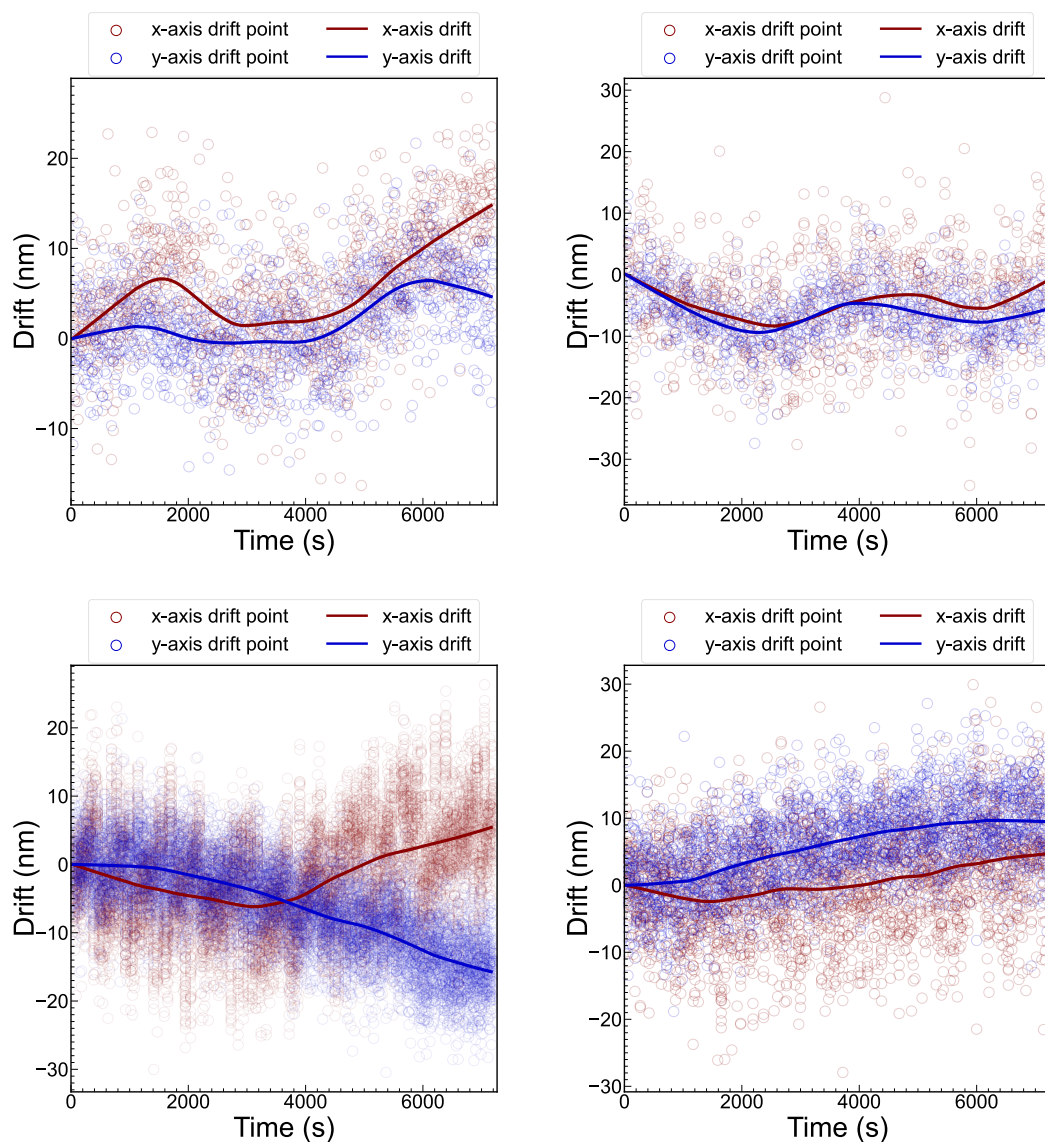 x-axis drift point x-axis drift
y-axis drift point y-axis drift
20
10
0
−10
Drift (nm)
0 2000 4000 6000
Time (s)
x-axis drift point x-axis drift
y-axis drift point y-axis drift
30
20
10
0
−10
−20
−30
Drift (nm)
0 2000 4000 6000
Time (s)
x-axis drift point x-axis drift
y-axis drift point y-axis drift
20
10
0
−10
−20
−30
Drift (nm)
0 2000 4000 6000
Time (s)
x-axis drift point x-axis drift
y-axis drift point y-axis drift
30
20
10
0
−10
−20
−30
Drift (nm)
0 2000 4000 6000
Time (s)